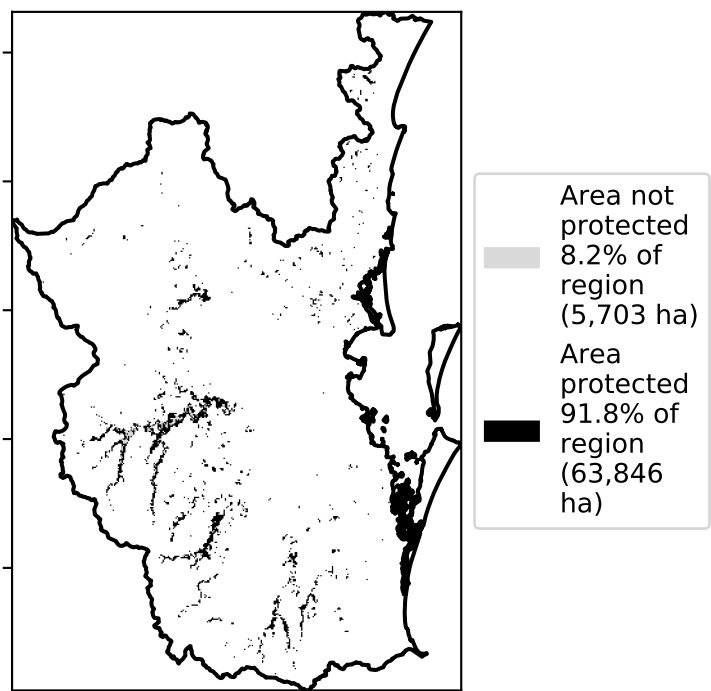 Area not
protected
8.2% of
region
(5,703 ha)
Area
protected
91.8% of
region
(63,846
ha)